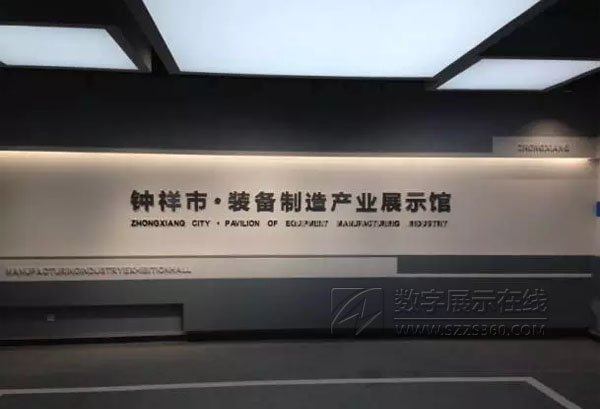 ZHONGXIANG
钟祥市·装备制造产业展示馆
ZHONGXIANG CITY · PAVILION OF EQUIPMENT MANUFACTURING INDUSTRY
MANUFACTURINGINDUSTRYEXHIBITIONHALL
数字展示在线
WWW.SZZS360.COM